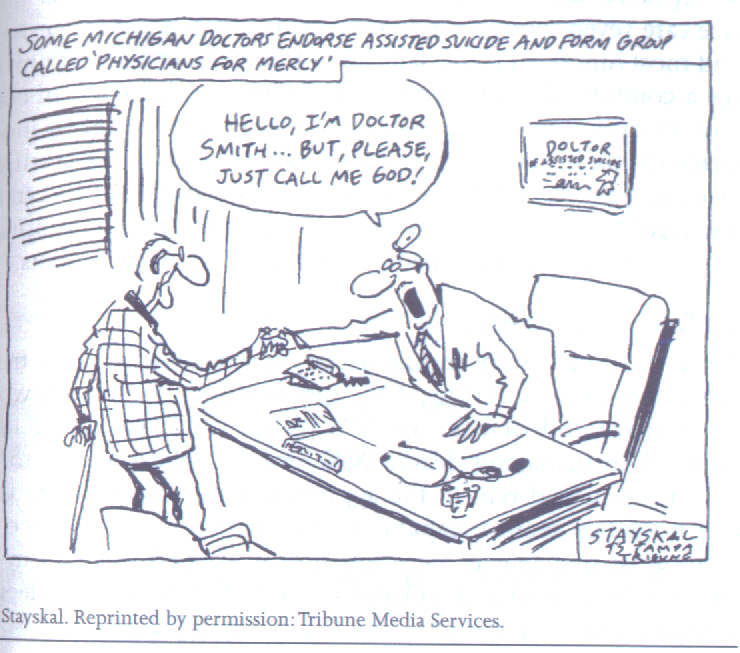 SOME MICHIGAN DOCTORS ENDORSE ASSISTED SUICIDE AND FORM GROUP
CALLED 'PHYSICIANS FOR MERCY'
HELLO, I'M DOCTOR
SMITH... BUT, PLEASE,
JUST CALL ME GOD!
DOCTOR
OF ASSISTED SUICIDE
STAYSKAL
TAMPA
TRIBUNE
Stayskal. Reprinted by permission: Tribune Media Services.